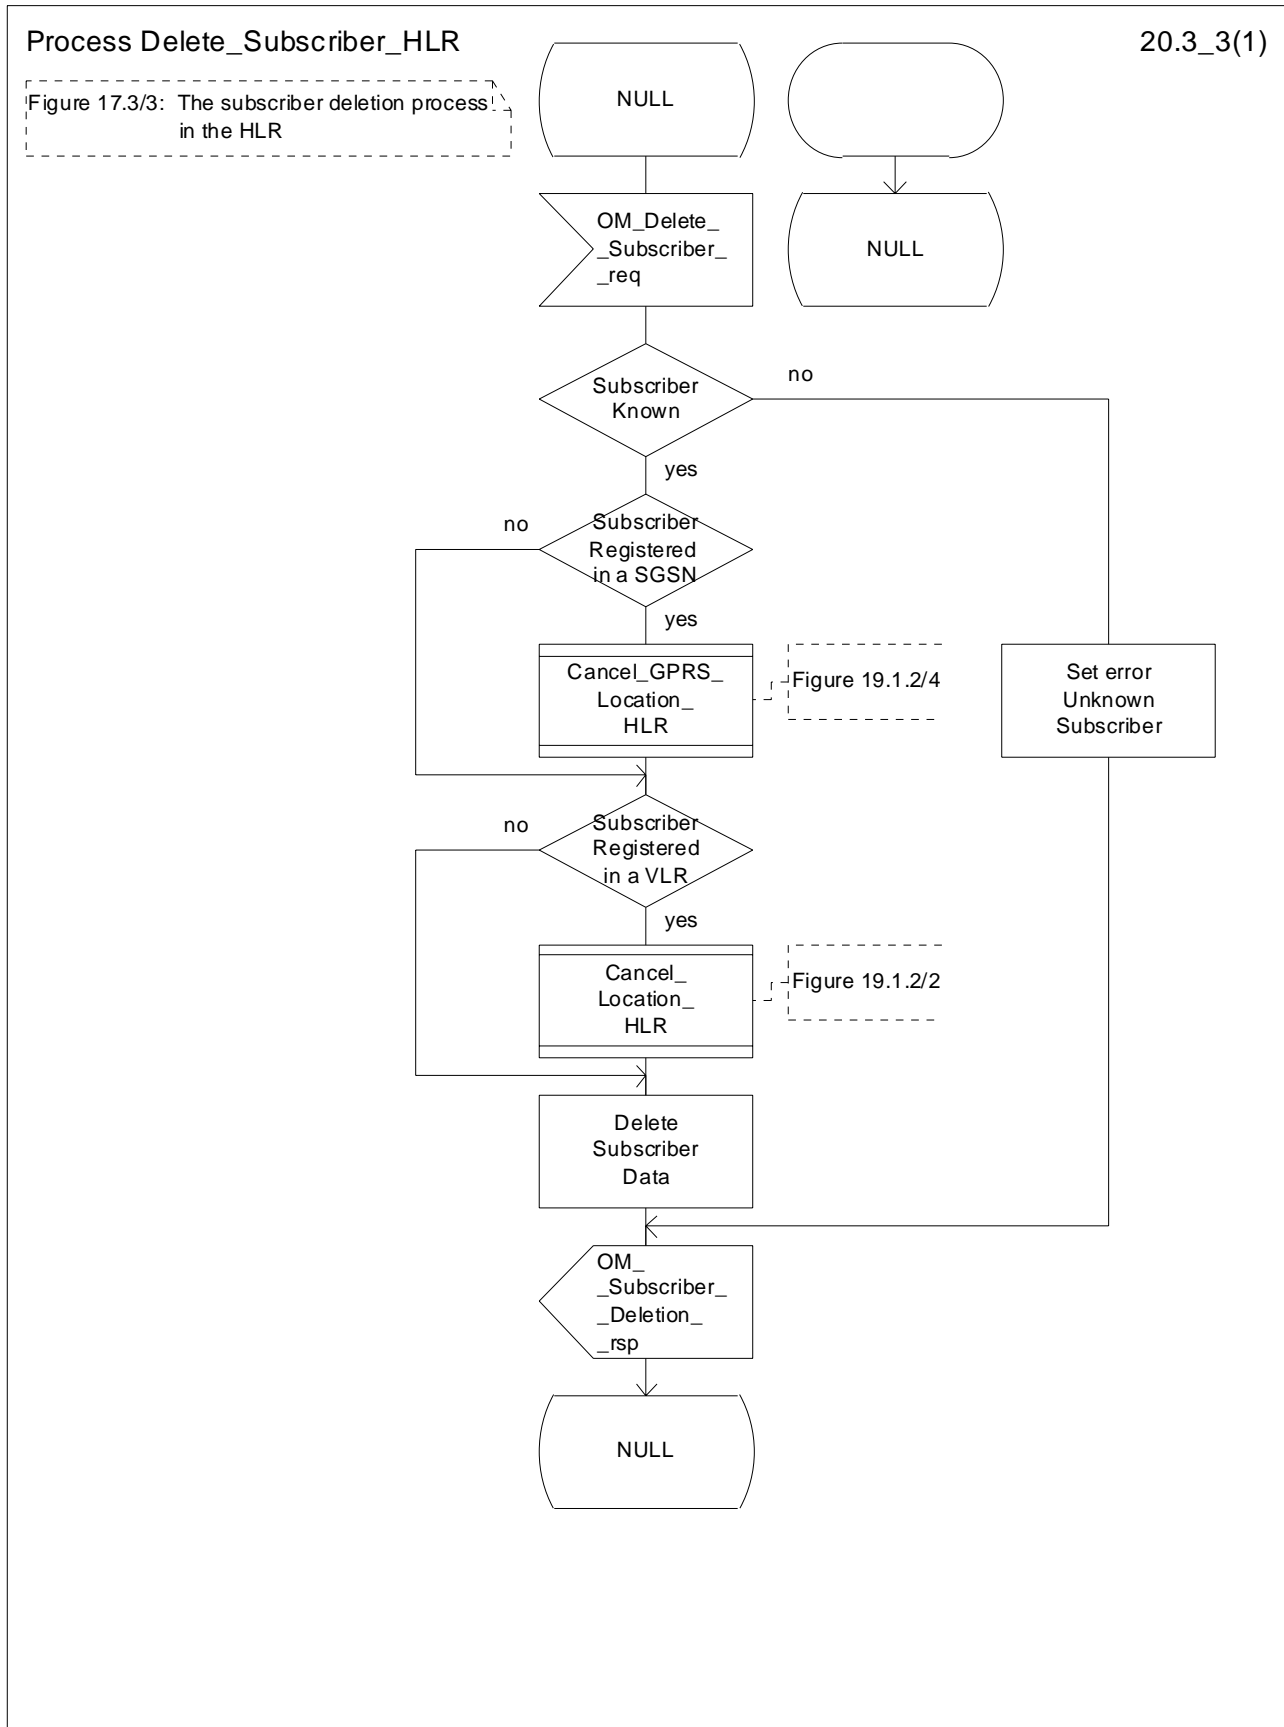 Process Delete_Subscriber_HLR
20.3_3(1)
Figure 17.3/3: The subscriber deletion process
in the HLR
NULL
OM_Delete_
_Subscriber_
_req
NULL
Subscriber
Known
no
yes
no
Subscriber
Registered
in a SGSN
yes
Cancel_GPRS_
Location_
HLR
Figure 19.1.2/4
Set error
Unknown
Subscriber
no
Subscriber
Registered
in a VLR
yes
Cancel_
Location_
HLR
Figure 19.1.2/2
Delete
Subscriber
Data
OM_
_Subscriber_
_Deletion_
_rsp
NULL